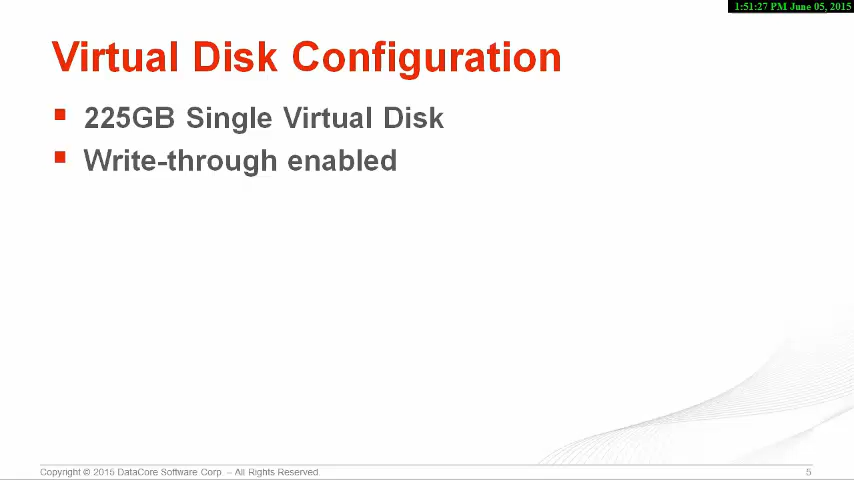 1:51:27 PM June 05, 2015
Virtual Disk Configuration
225GB Single Virtual Disk
Write-through enabled
Copyright © 2015 DataCore Software Corp. – All Rights Reserved.
5